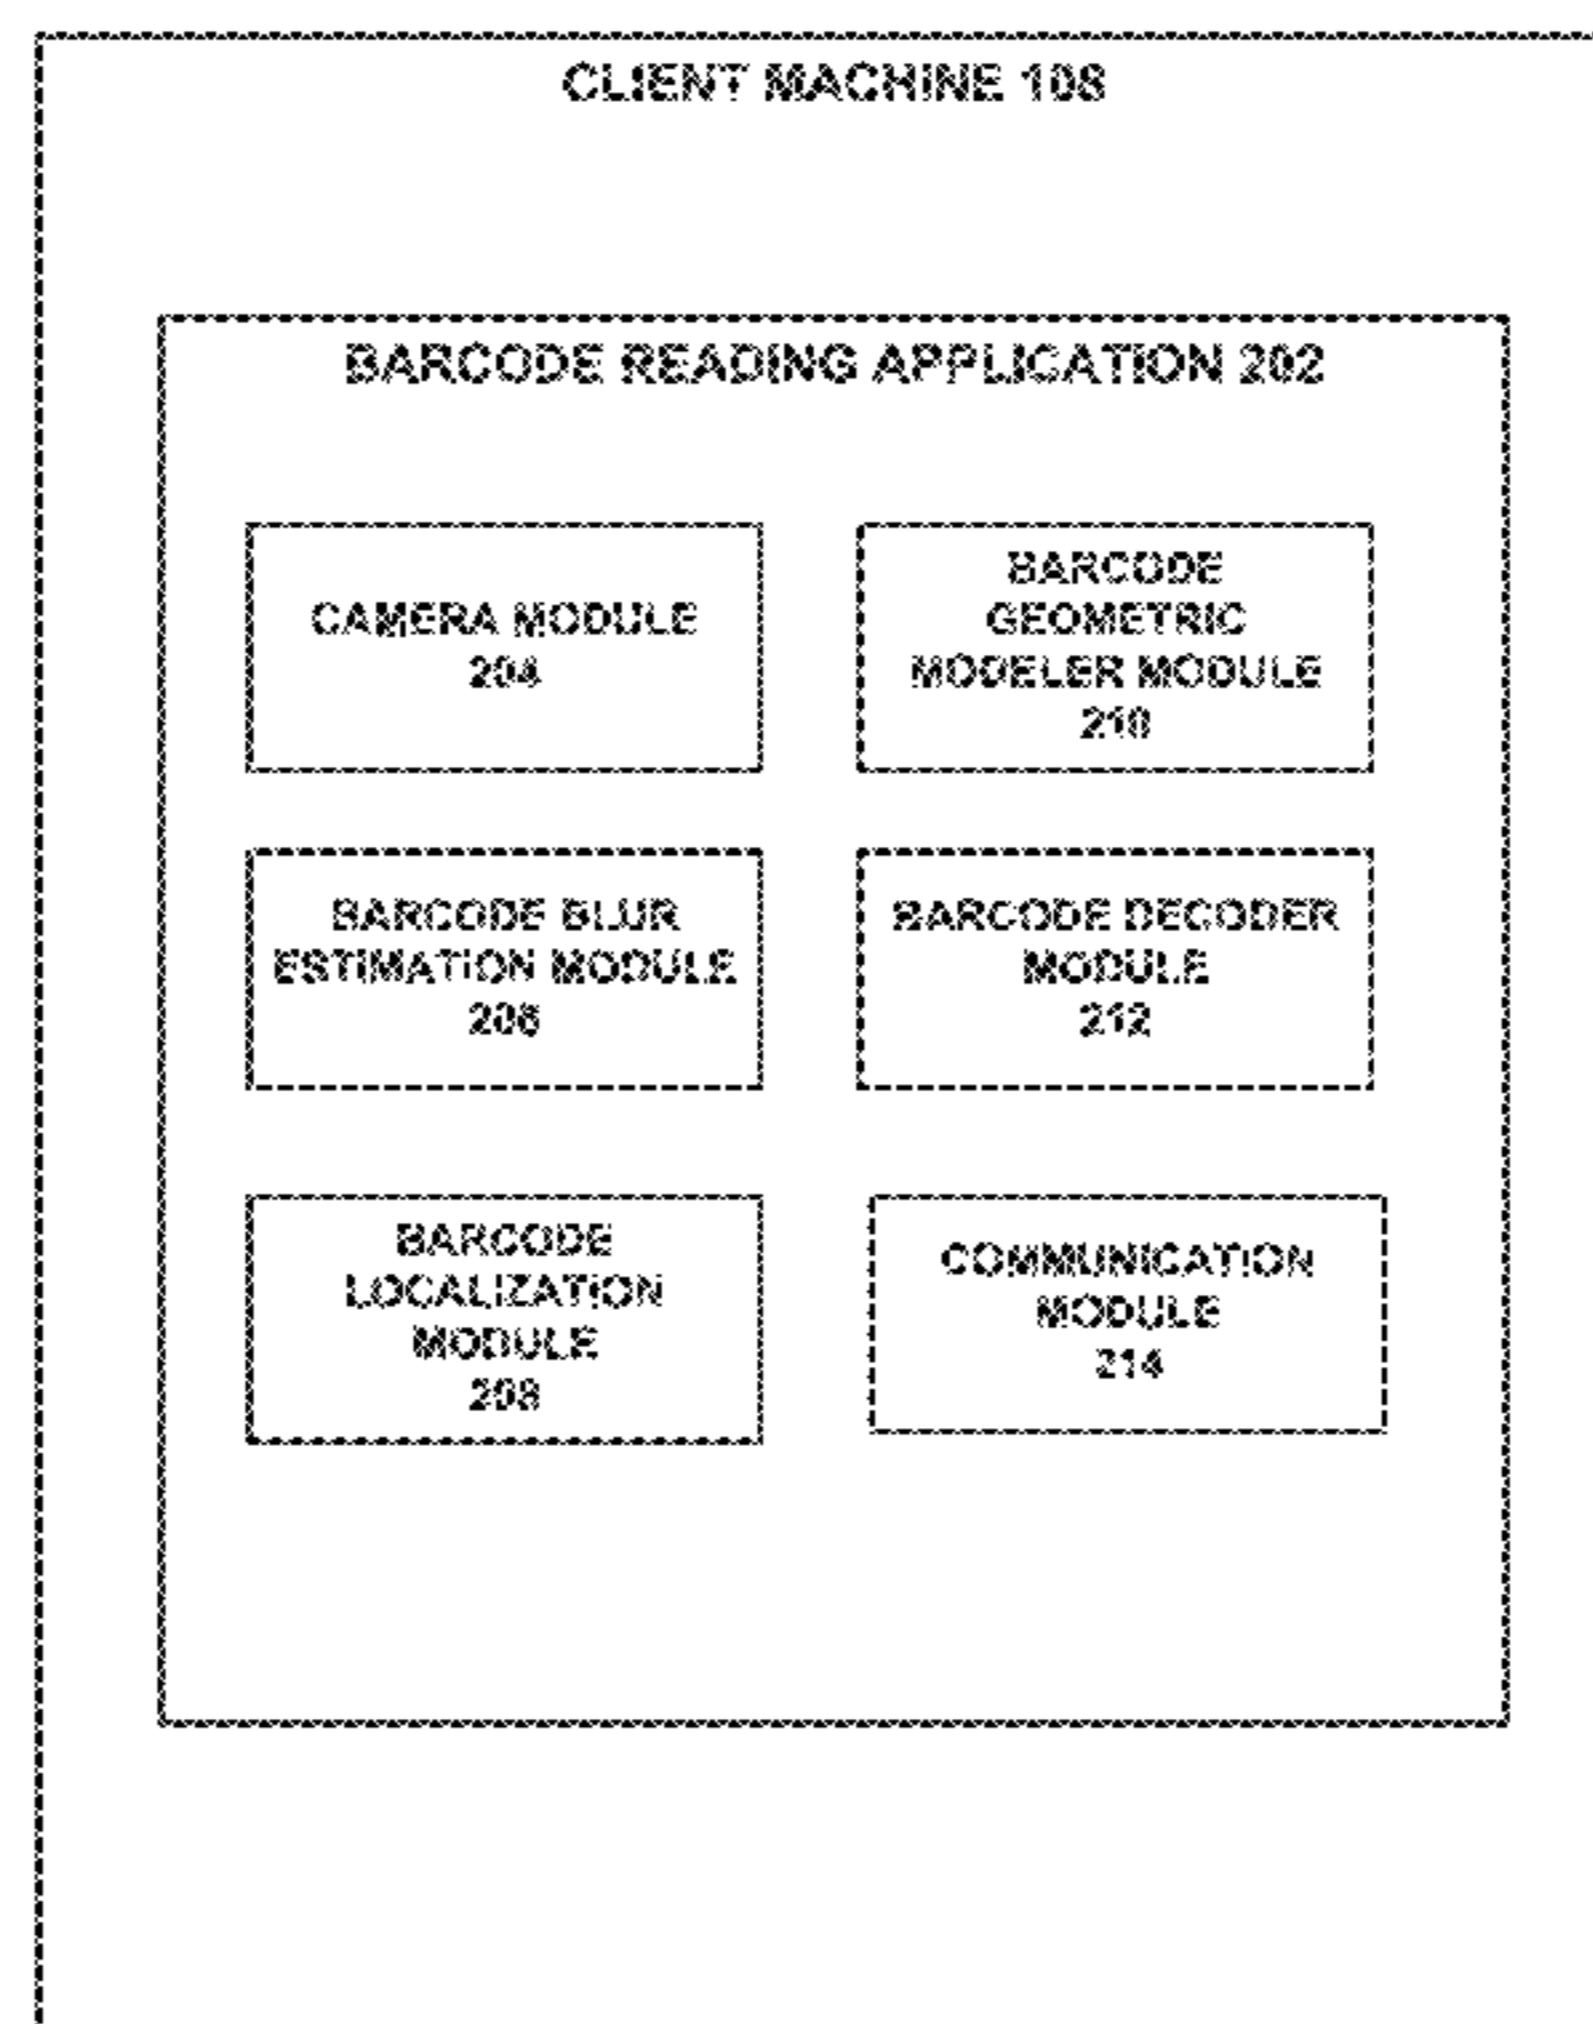 CLIENT MACHINE 108
BARCODE READING APPLICATION 202
CAMERA MODULE
204
BARCODE
GEOMETRIC
MODELER MODULE
210
BARCODE BLUR
ESTIMATION MODULE
206
BARCODE DECODER
MODULE
212
BARCODE
LOCALIZATION
MODULE
208
COMMUNICATION
MODULE
214